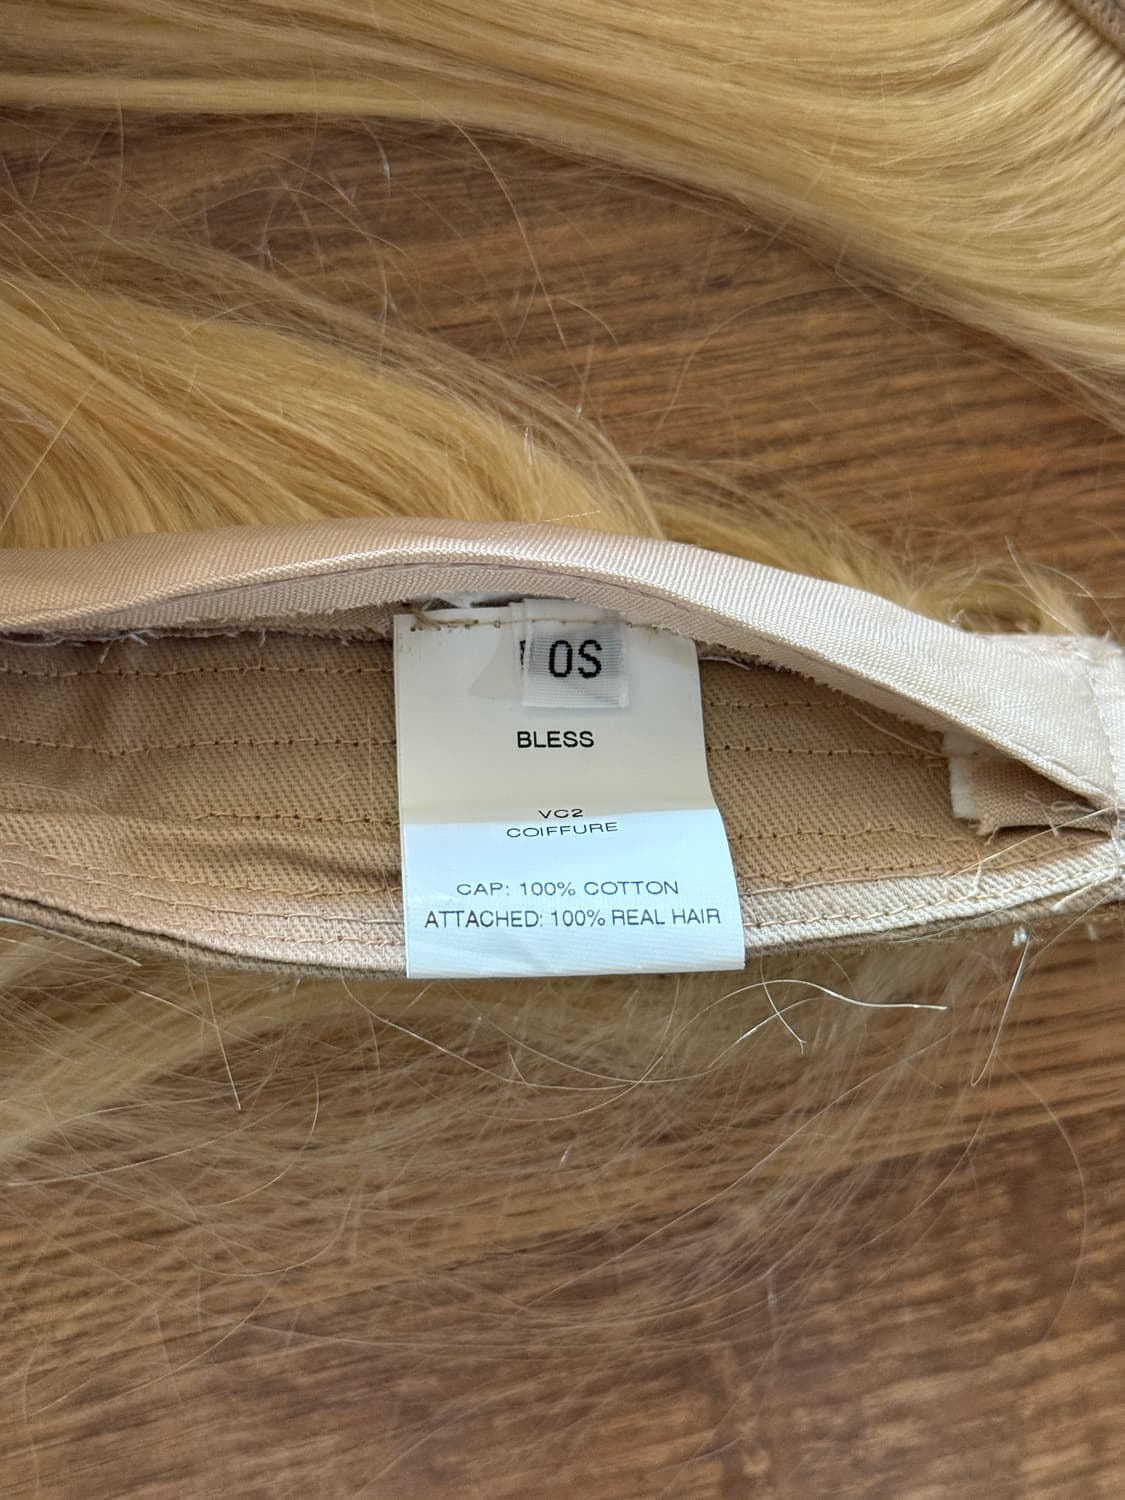 OS
BLESS
VC2
COIFFURE
CAP: 100% COTTON
ATTACHED: 100% REAL HAIR